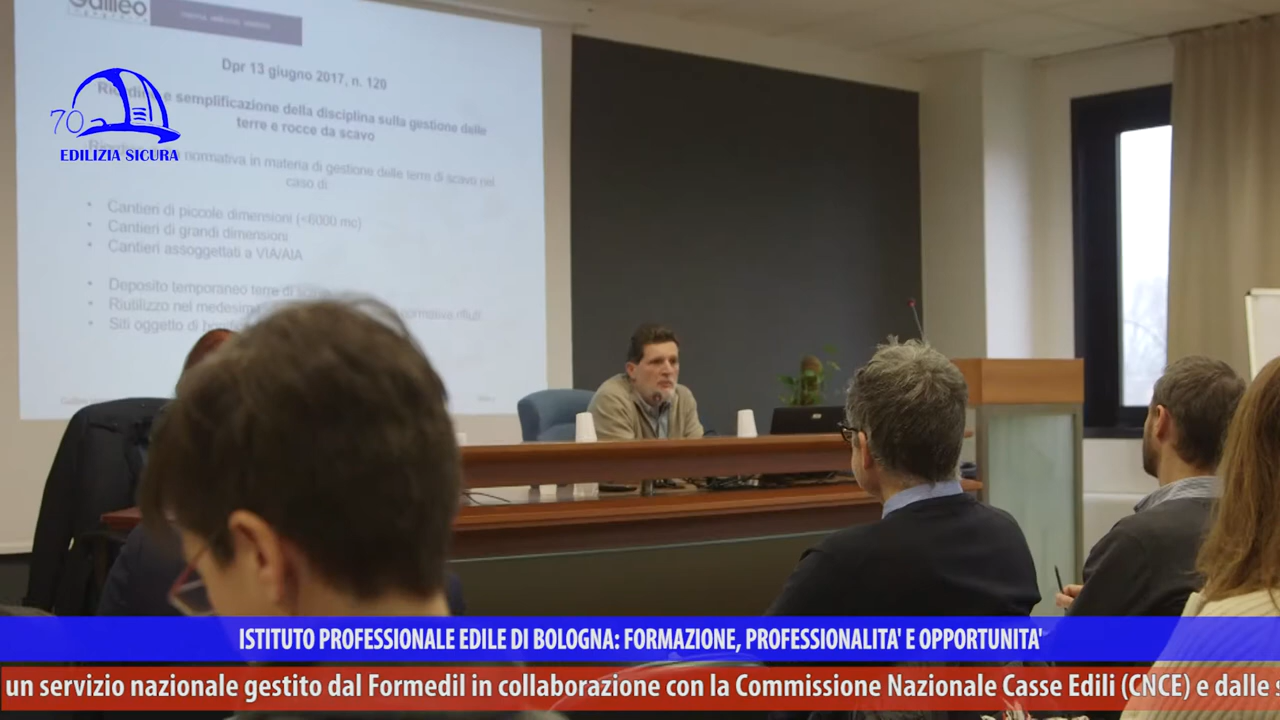 Galileo
Dpr 13 giugno 2017, n. 120
e semplificazione della disciplina sulla gestione delle
terre e rocce da scavo
normativa in materia di gestione delle terre di scavo nel
caso di
• Cantieri di piccole dimensioni (<6000 mc)
• Cantieri di grandi dimensioni
• Cantieri assoggettati a VIA/AIA
• Deposito temporaneo terre di
• Riutilizzo nel medesim normativa rifiuti
• Siti oggetto di
70
EDILIZIA SICURA
ISTITUTO PROFESSIONALE EDILE DI BOLOGNA: FORMAZIONE, PROFESSIONALITA' E OPPORTUNITA'
un servizio nazionale gestito dal Formedil in collaborazione con la Commissione Nazionale Casse Edili (CNCE) e dalle s